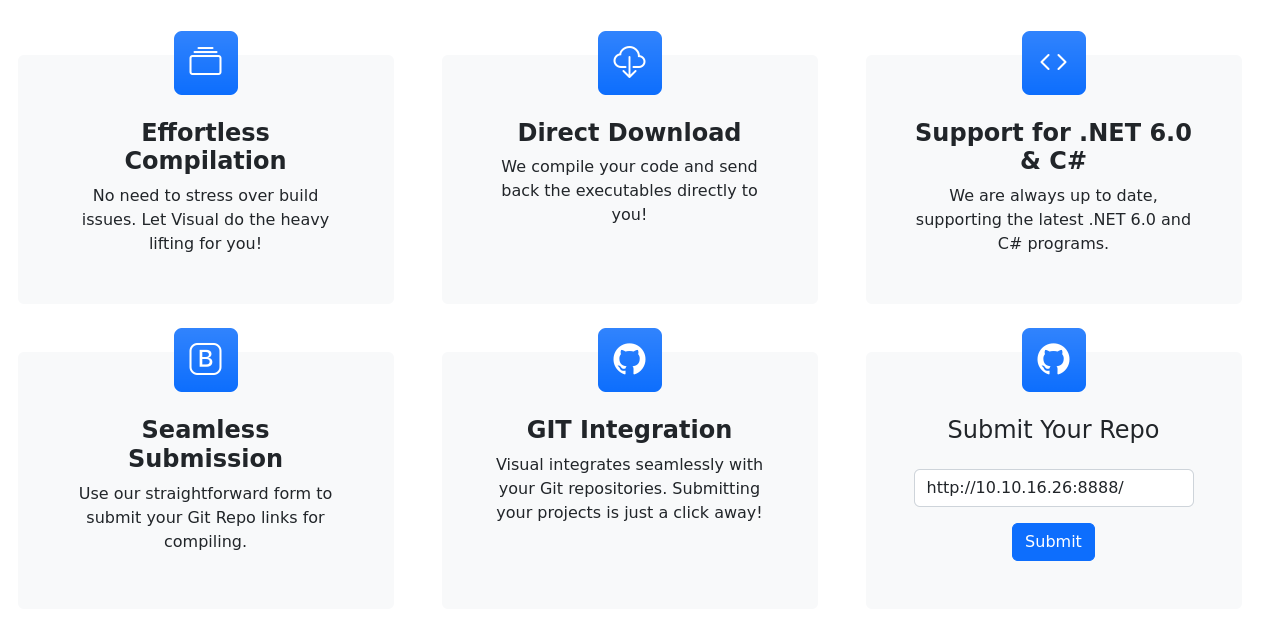 Effortless
Compilation
No need to stress over build
issues. Let Visual do the heavy
lifting for you!
Direct Download
We compile your code and send
back the executables directly to
you!
Support for .NET 6.0
& C#
We are always up to date,
supporting the latest .NET 6.0 and
C# programs.
B
Seamless
Submission
Use our straightforward form to
submit your Git Repo links for
compiling.
GIT Integration
Visual integrates seamlessly with
your Git repositories. Submitting
your projects is just a click away!
Submit Your Repo
http://10.10.16.26:8888/
Submit